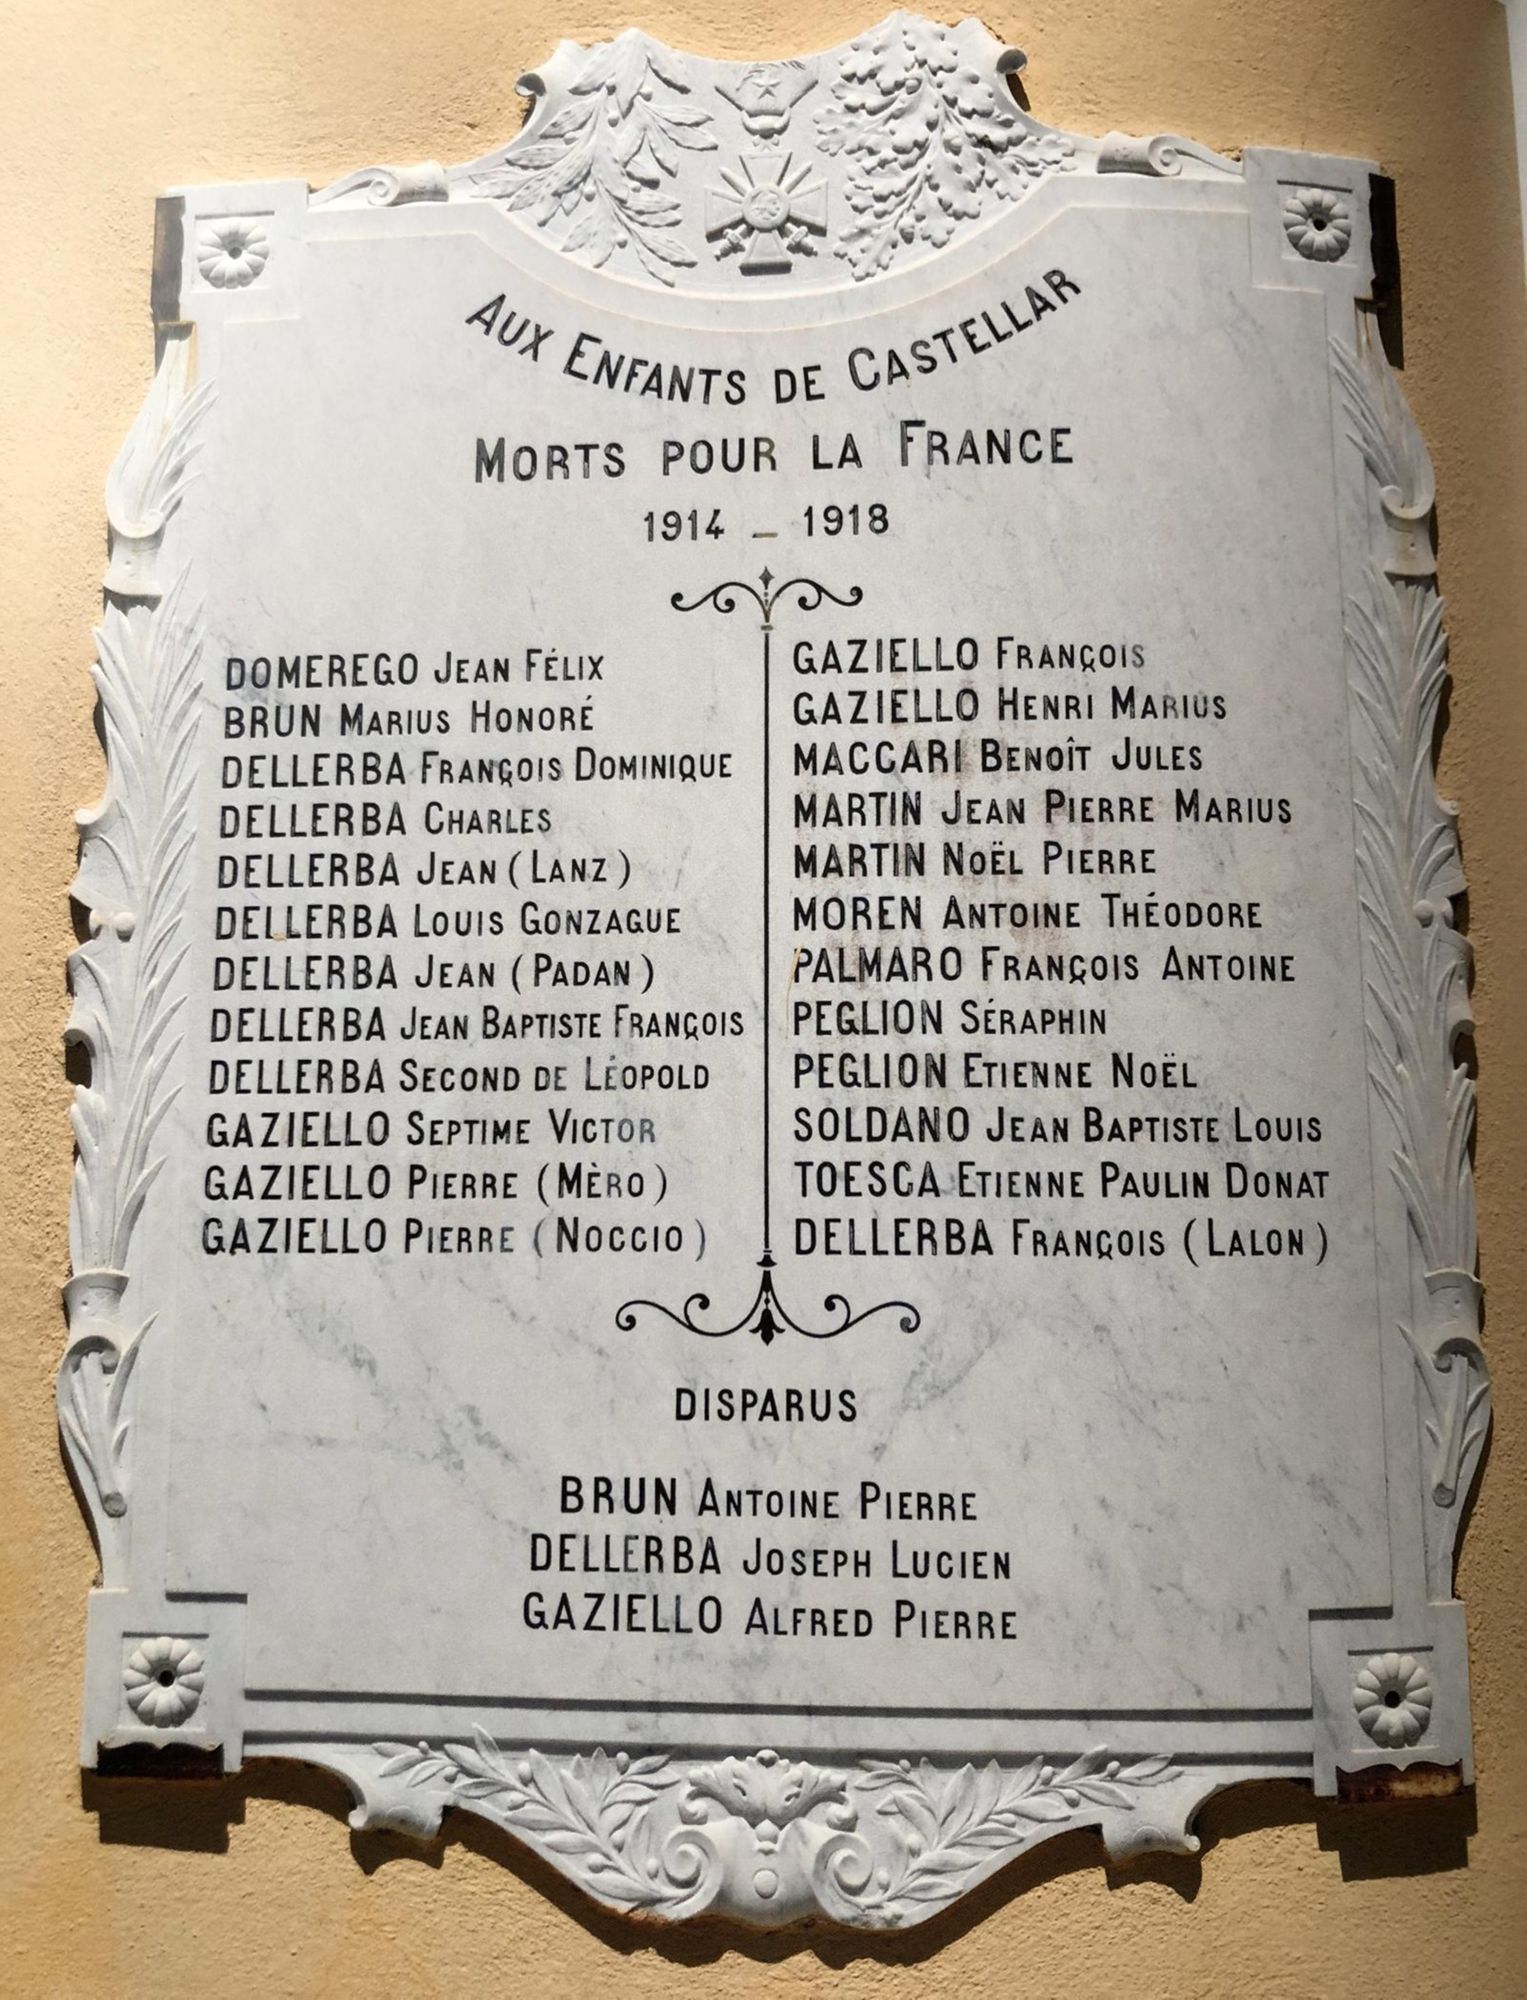 AUX ENFANTS DE CASTELLAR
MORTS POUR LA FRANCE
1914 _ 1918
DOMEREGO JEAN FÉLIX
BRUN MARIUS HONORÉ
DELLERBA FRANÇOIS DOMINIQUE
DELLERBA CHARLES
DELLERBA JEAN (LANZ)
DELLERBA LOUIS GONZAGUE
DELLERBA JEAN (PADAN)
DELLERBA JEAN BAPTISTE FRANÇOIS
DELLERBA SECOND DE LÉOPOLD
GAZIELLO SEPTIME VICTOR
GAZIELLO PIERRE (MÈRO)
GAZIELLO PIERRE (NOCCIO)
GAZIELLO FRANÇOIS
GAZIELLO HENRI MARIUS
MACCARI BENOÎT JULES
MARTIN JEAN PIERRE MARIUS
MARTIN NOËL PIERRE
MOREN ANTOINE THÉODORE
PALMARO FRANÇOIS ANTOINE
PEGLION SÉRAPHIN
PEGLION ETIENNE NOËL
SOLDANO JEAN BAPTISTE LOUIS
TOESCA ETIENNE PAULIN DONAT
DELLERBA FRANÇOIS (LALON)
DISPARUS
BRUN ANTOINE PIERRE
DELLERBA JOSEPH LUCIEN
GAZIELLO ALFRED PIERRE